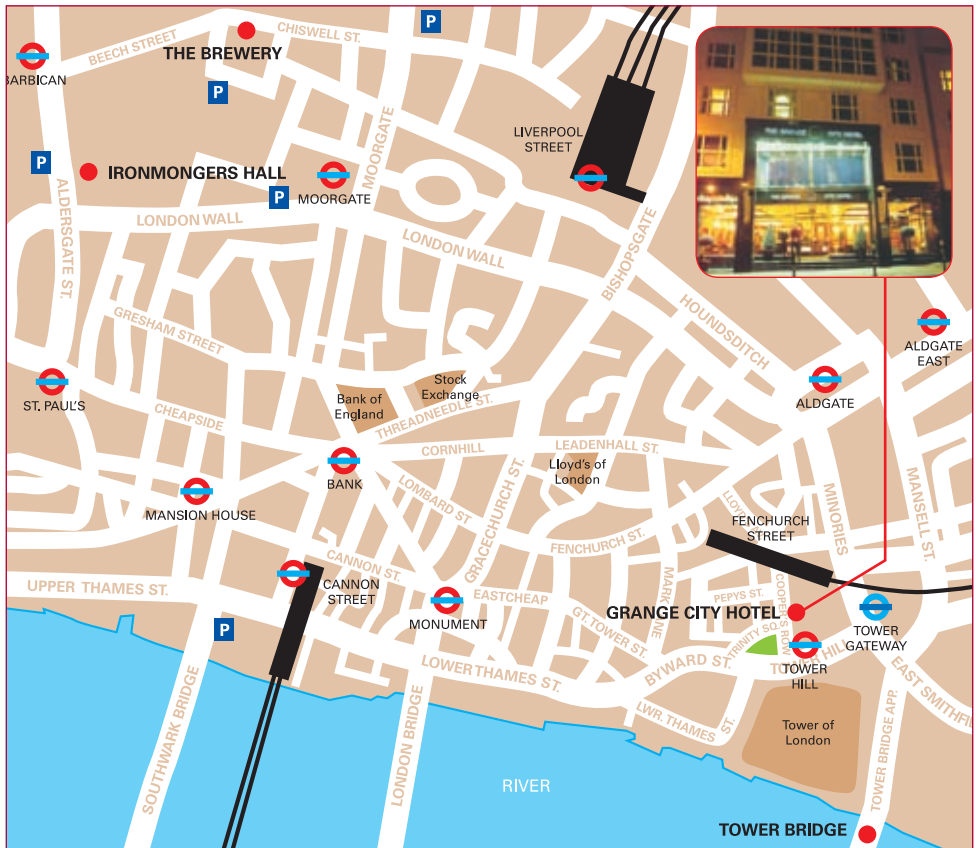 P
CHISWELL ST.
BEECH STREET
THE BREWERY
BARBICAN
P
MOORGATE
LIVERPOOL
STREET
P
IRONMONGERS HALL
P
MOORGATE
ALDERSGATE ST.
LONDON WALL
LONDON WALL
BISHOPSGATE
HOUNDSDITCH
GRESHAM STREET
ALDGATE
EAST
ST. PAUL'S
Stock
Exchange
Bank of
England
ALDGATE
CHEAPSIDE
THREADNEEDLE ST.
CORNHILL
LEADENHALL ST.
Lloyd's of
London
BANK
LOMBARD ST.
GRACECHURCH ST.
MANSION HOUSE
MINORIES
MANSELL ST.
FENCHURCH
STREET
FENCHURCH ST.
CANNON ST.
UPPER THAMES ST.
CANNON
STREET
MARK LANE
PEPYS ST.
COOPER'S ROW
EASTCHEAP
MONUMENT
GT. TOWER ST.
GRANGE CITY HOTEL
TRINITY SQ.
TOWER
GATEWAY
P
TOWER HILL
TOWER
HILL
BYWARD ST.
LOWER THAMES ST.
EAST SMITHFI
LWR. THAMES ST.
SOUTHWARK BRIDGE
LONDON BRIDGE
Tower of
London
TOWER BRIDGE APP.
RIVER
TOWER BRIDGE